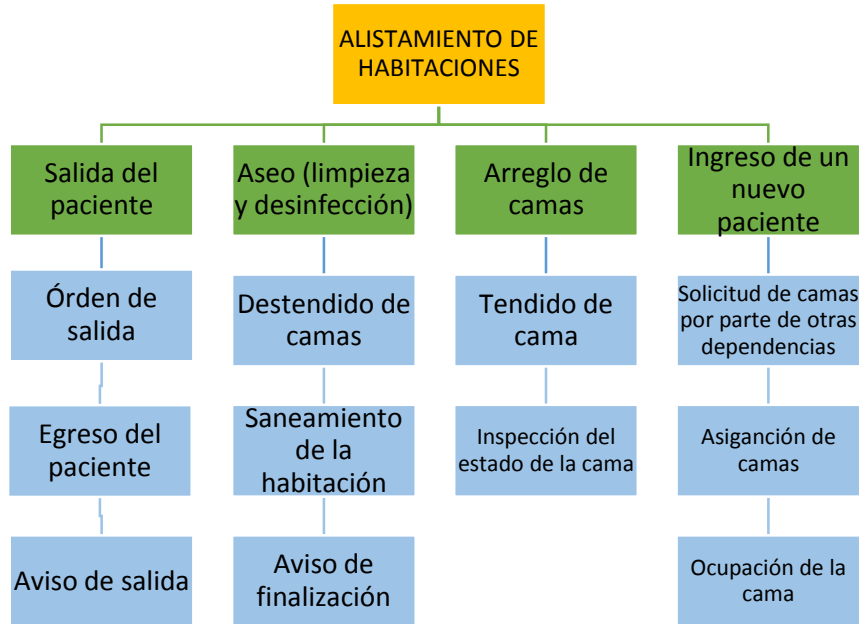 ALISTAMIENTO DE
HABITACIONES
Salida del
paciente
Aseo (limpieza
y desinfección)
Arreglo de
camas
Ingreso de un
nuevo
paciente
Órden de
salida
Destendido de
camas
Tendido de
cama
Solicitud de camas
por parte de otras
dependencias
Egreso del
paciente
Saneamiento
de la
habitación
Inspección del
estado de la cama
Asiganción de
camas
Aviso de salida
Aviso de
finalización
Ocupación de la
cama